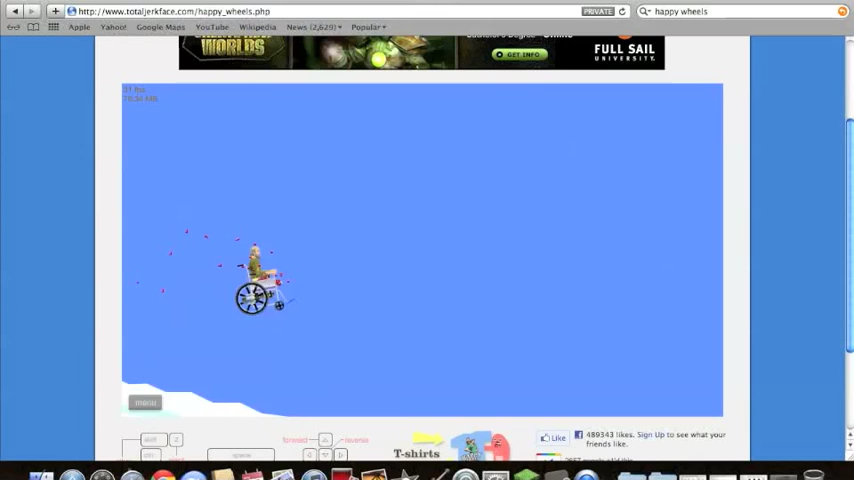 http://www.totaljerkface.com/happy_wheels.php
PRIVATE
happy wheels
Apple
Yahoo!
Google Maps
YouTube
Wikipedia
News (2,629)
Popular
WORLDS
GET INFO
FULL SAIL
UNIVERSITY.
menu
space
forward
reverse
T-shirts
Like
489343 likes. Sign Up to see what your
friends like.